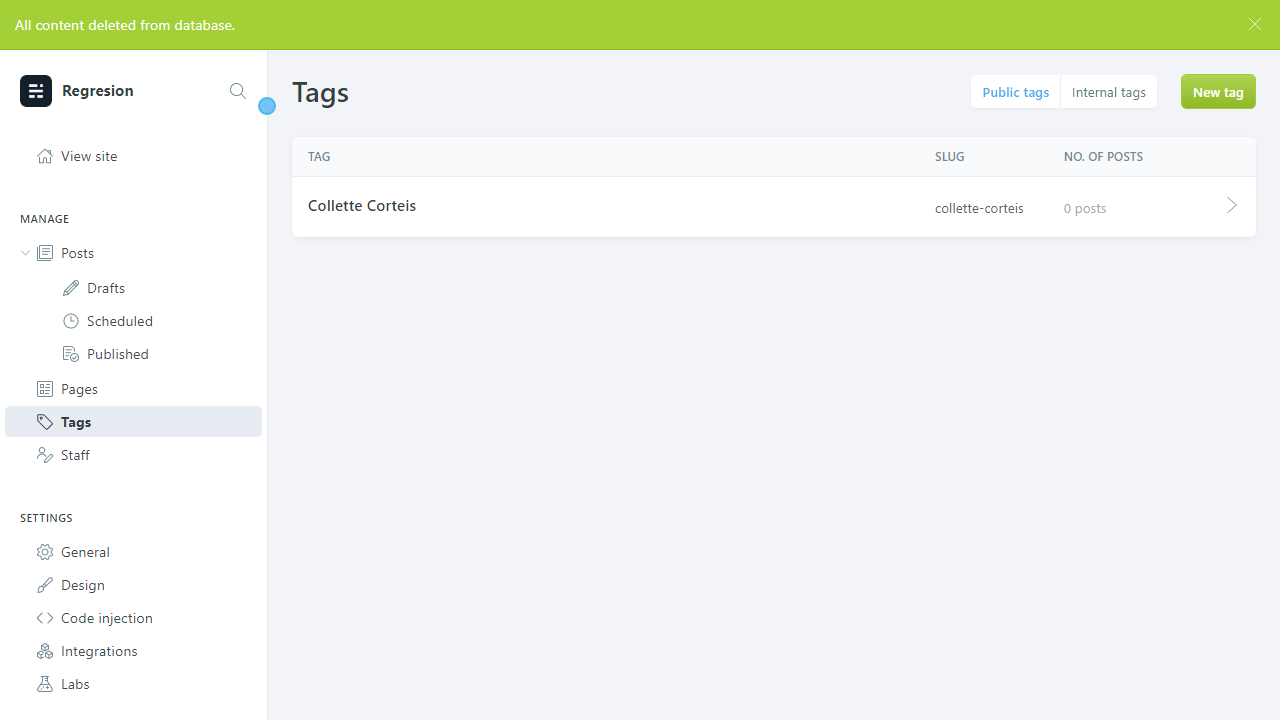 All content deleted from database.
Regresion
Tags
Public tags
Internal tags
New tag
View site
TAG
SLUG
NO. OF POSTS
Collette Corteis
collette-corteis
0 posts
MANAGE
Posts
Drafts
Scheduled
Published
Pages
Tags
Staff
SETTINGS
General
Design
Code injection
Integrations
Labs